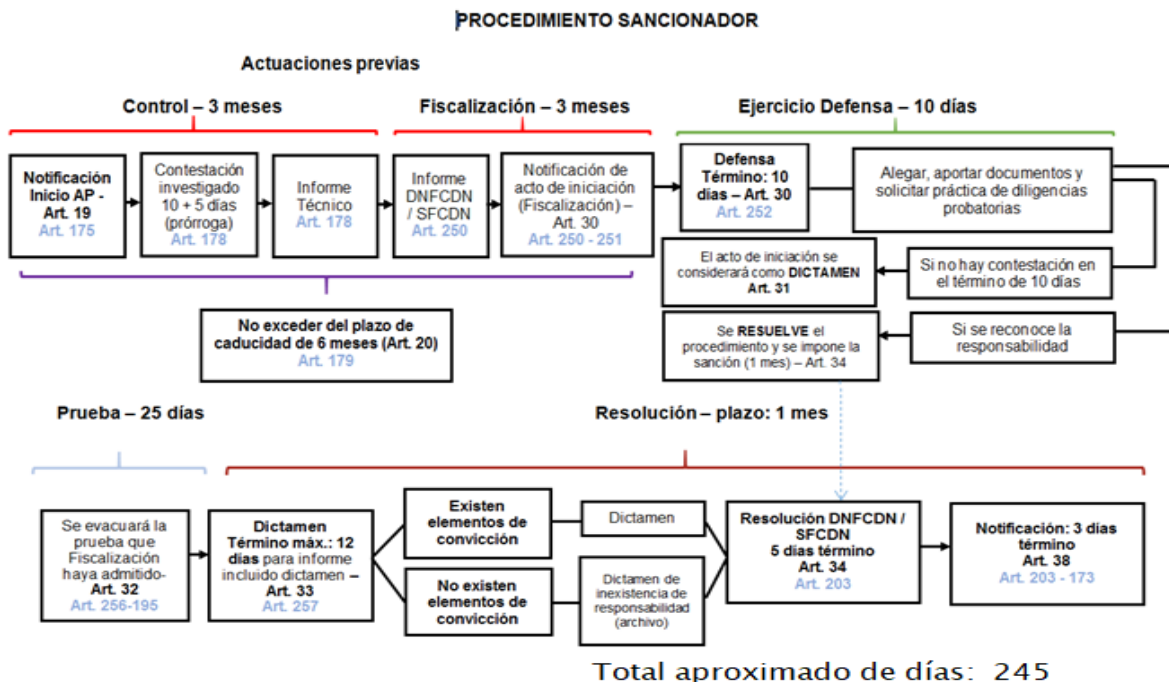 PROCEDIMIENTO SANCIONADOR
Actuaciones previas
Control – 3 meses
Fiscalización – 3 meses
Ejercicio Defensa – 10 días
Notificación
Inicio AP -
Art. 19
Art. 175
Contestación
investigado
10 + 5 días
(prórroga)
Art. 178
Informe
Técnico
Art. 178
Informe
DNFCDN
/ SFCDN
Art. 250
Notificación de
acto de iniciación
(Fiscalización) –
Art. 30
Art. 250 - 251
Defensa
Término: 10
días – Art. 30
Art. 252
Alegar, aportar documentos y
solicitar práctica de diligencias
probatorias
El acto de iniciación se
considerará como DICTAMEN
Art. 31
Si no hay contestación en
el término de 10 días
No exceder del plazo de
caducidad de 6 meses (Art. 20)
Art. 179
Se RESUELVE el
procedimiento y se impone la
sanción (1 mes) – Art. 34
Si se reconoce la
responsabilidad
Prueba – 25 días
Resolución – plazo: 1 mes
Se evacuará la
prueba que
Fiscalización
haya admitido-
Art. 32
Art. 256-195
Dictamen
Término máx.: 12
días para informe
incluido dictamen –
Art. 33
Art. 257
Existen
elementos de
convicción
No existen
elementos de
convicción
Dictamen
Dictamen de
inexistencia de
responsabilidad
(archivo)
Resolución DNFCDN /
SFCDN
5 días término
Art. 34
Art. 203
Notificación: 3 días
término
Art. 38
Art. 203 - 173
Total aproximado de días: 245